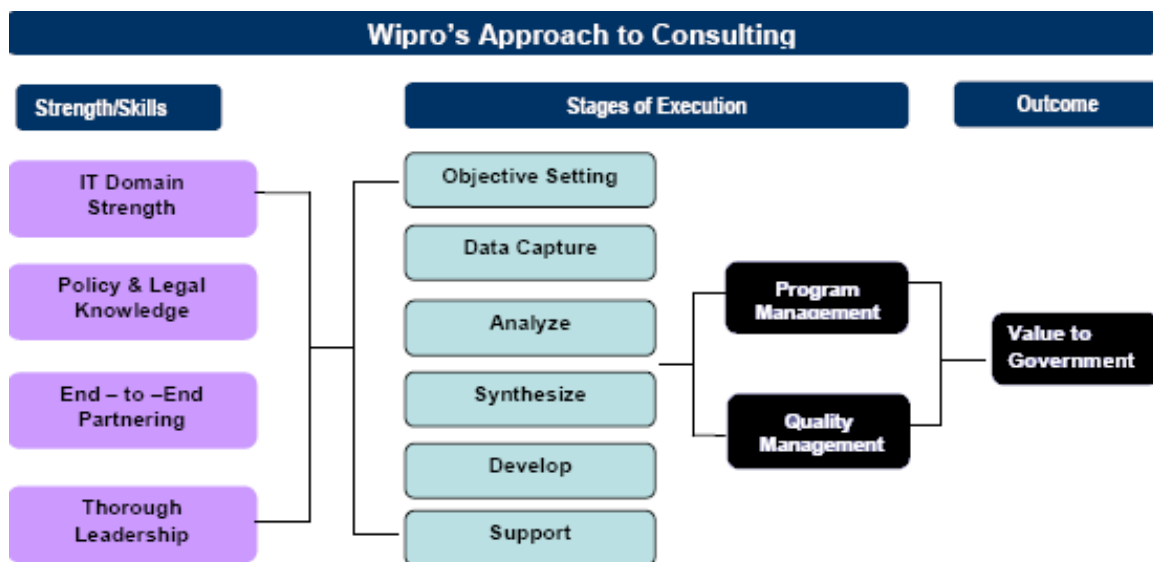 Wipro's Approach to Consulting
Strength/Skills
Stages of Execution
Outcome
IT Domain
Strength
Policy & Legal
Knowledge
End – to –End
Partnering
Thorough
Leadership
Objective Setting
Data Capture
Analyze
Synthesize
Develop
Support
Program
Management
Quality
Management
Value to
Government